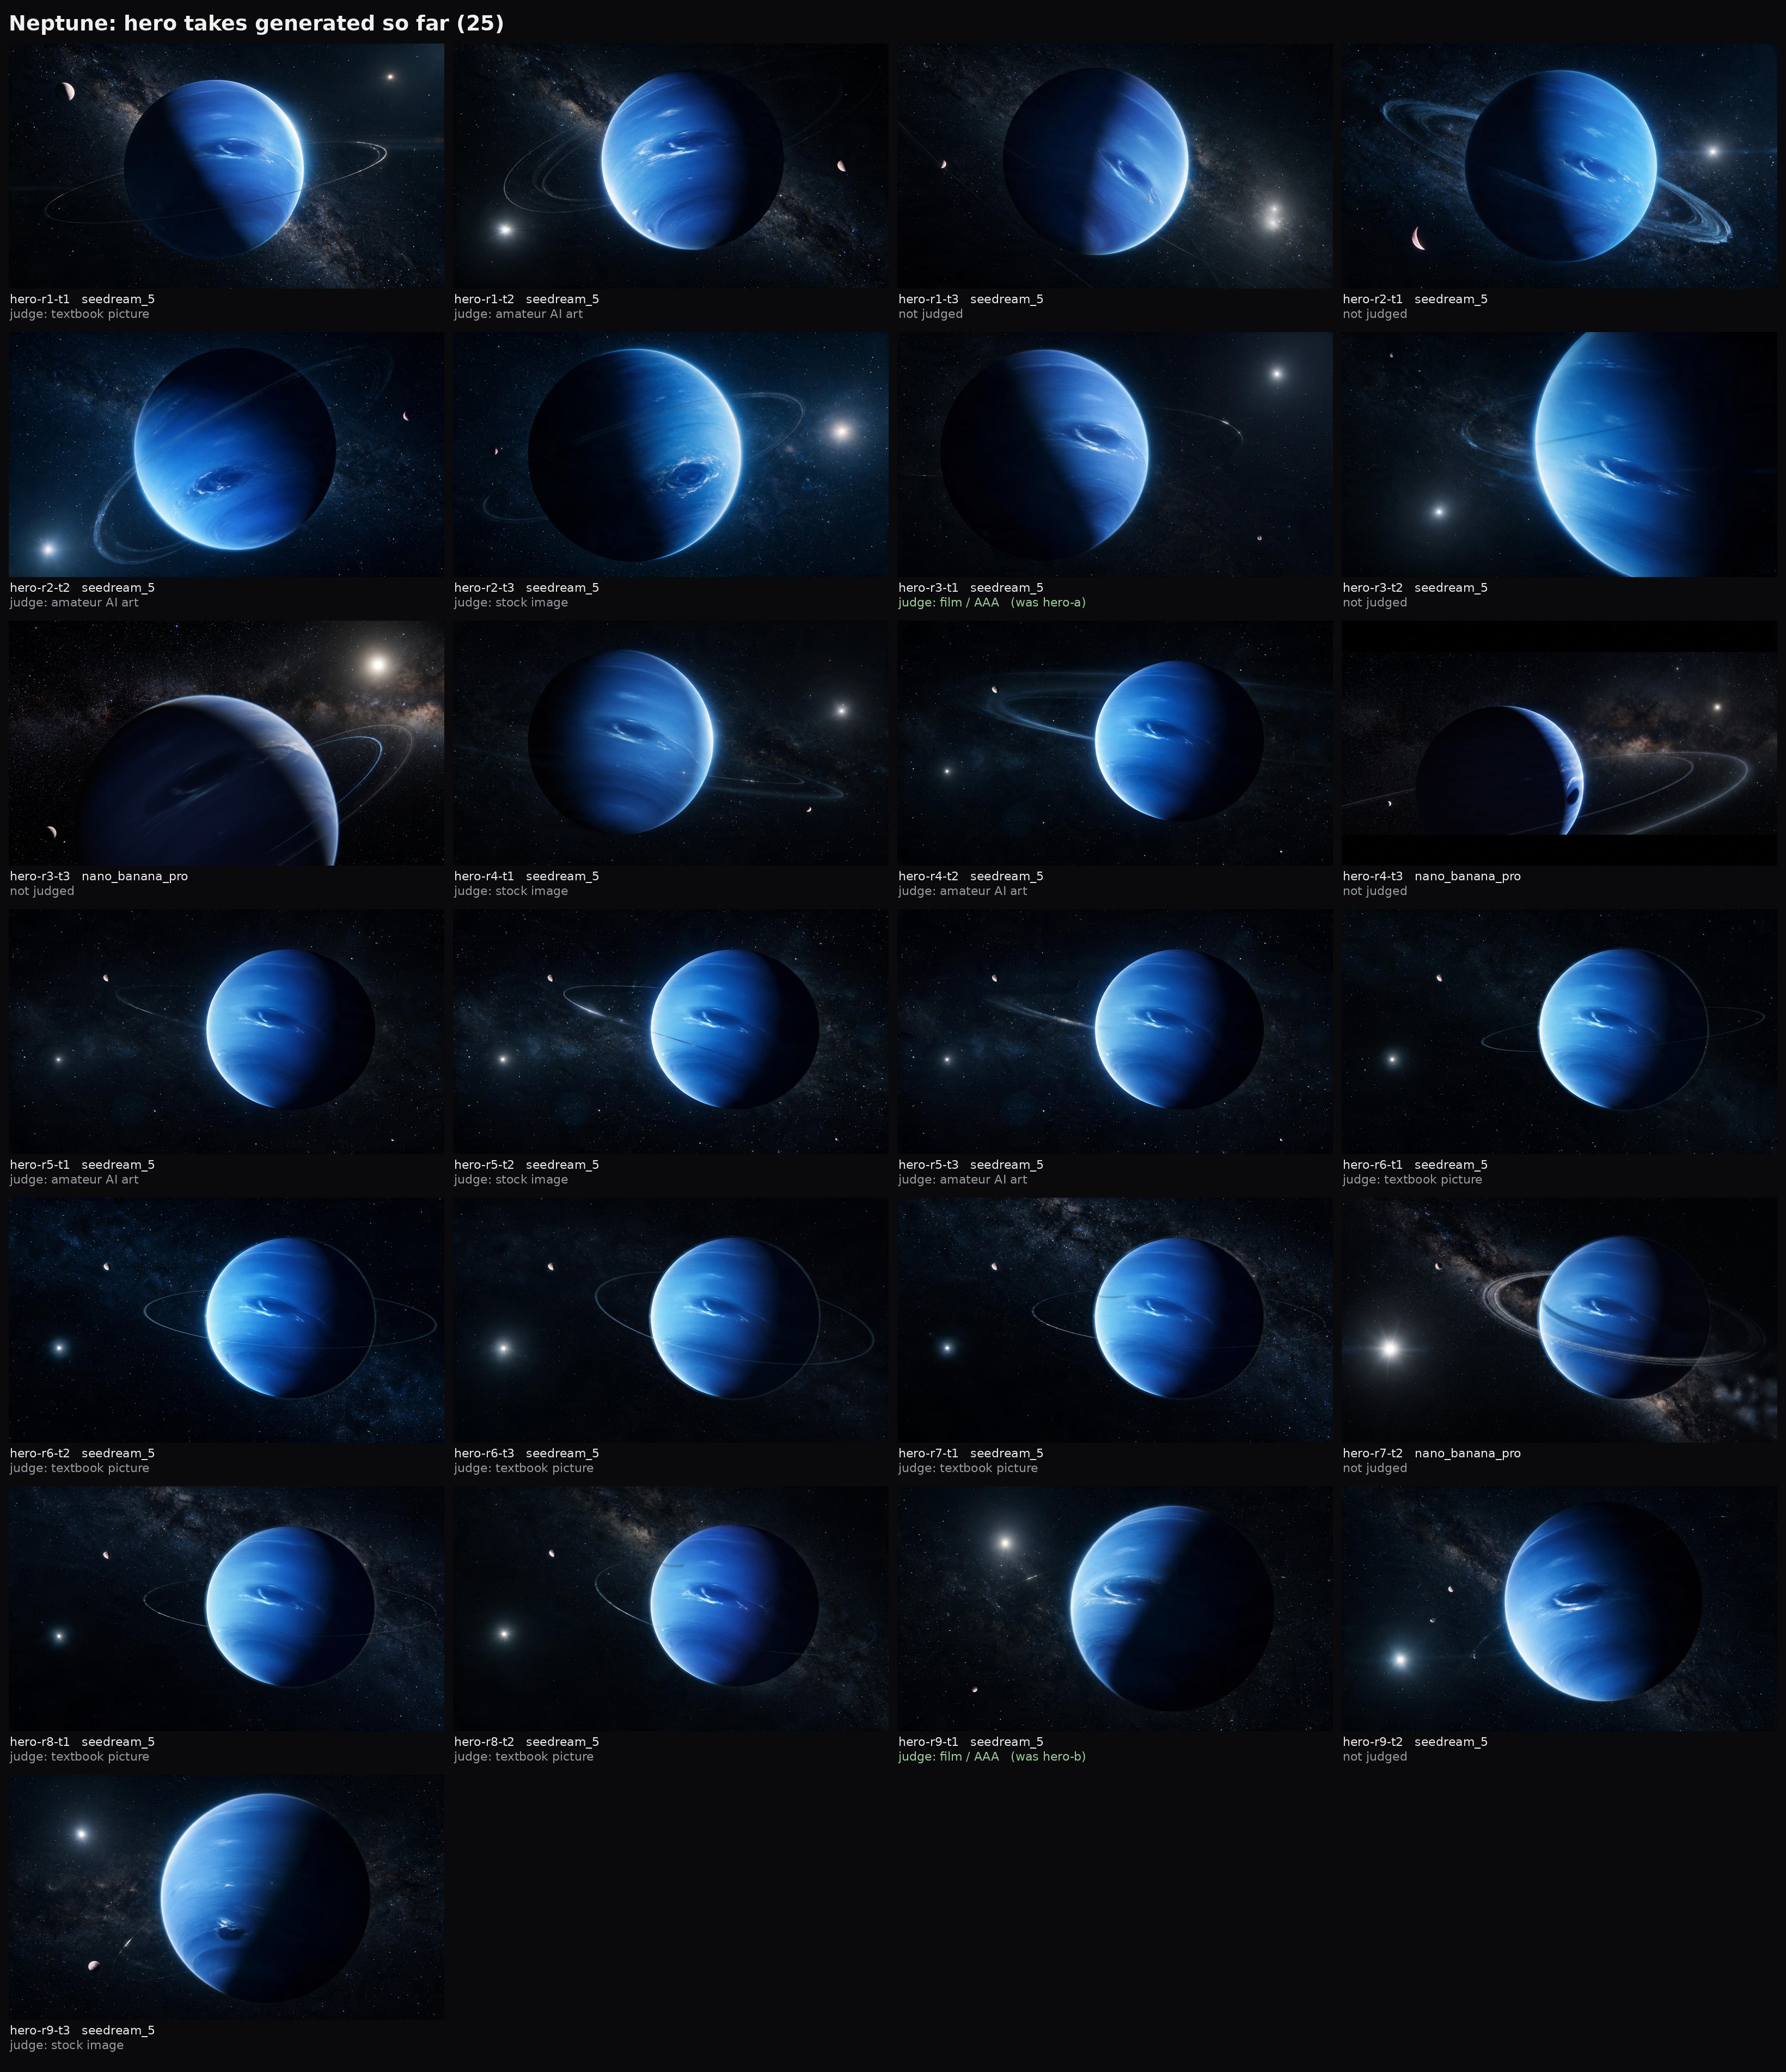 Neptune: hero takes generated so far (25)
hero-r1-t1 seedream_5
judge: textbook picture
hero-r1-t2 seedream_5
judge: amateur AI art
hero-r1-t3 seedream_5
not judged
hero-r2-t1 seedream_5
not judged
hero-r2-t2 seedream_5
judge: amateur AI art
hero-r2-t3 seedream_5
judge: stock image
hero-r3-t1 seedream_5
judge: film / AAA (was hero-a)
hero-r3-t2 seedream_5
not judged
hero-r3-t3 nano_banana_pro
not judged
hero-r4-t1 seedream_5
judge: stock image
hero-r4-t2 seedream_5
judge: amateur AI art
hero-r4-t3 nano_banana_pro
not judged
hero-r5-t1 seedream_5
judge: amateur AI art
hero-r5-t2 seedream_5
judge: stock image
hero-r5-t3 seedream_5
judge: amateur AI art
hero-r6-t1 seedream_5
judge: textbook picture
hero-r6-t2 seedream_5
judge: textbook picture
hero-r6-t3 seedream_5
judge: textbook picture
hero-r7-t1 seedream_5
judge: textbook picture
hero-r7-t2 nano_banana_pro
not judged
hero-r8-t1 seedream_5
judge: textbook picture
hero-r8-t2 seedream_5
judge: textbook picture
hero-r9-t1 seedream_5
judge: film / AAA (was hero-b)
hero-r9-t2 seedream_5
not judged
hero-r9-t3 seedream_5
judge: stock image